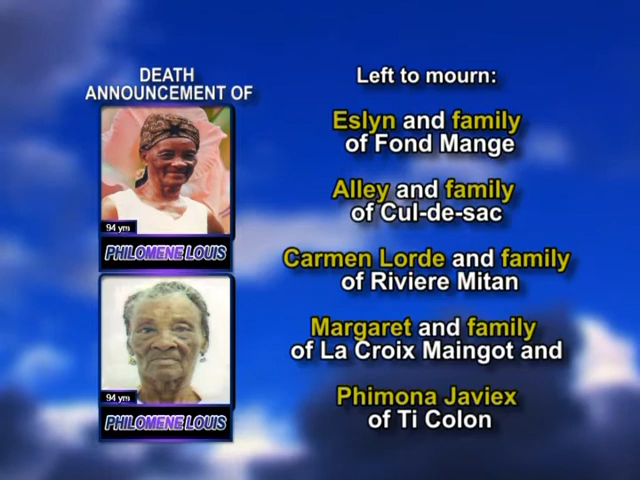 DEATH
ANNOUNCEMENT OF
94 yrs
PHILOMENE LOUIS
94 yrs
PHILOMENE LOUIS
Left to mourn:
Eslyn and family
of Fond Mange
Alley and family
of Cul-de-sac
Carmen Lorde and family
of Riviere Mitan
Margaret and family
of La Croix Maingot and
Phimona Javiex
of Ti Colon